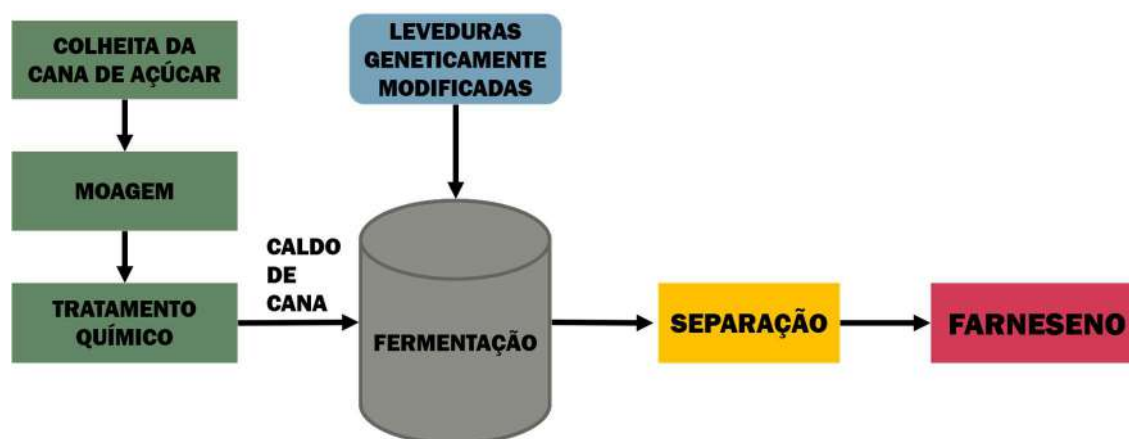 COLHEITA DA
CANA DE AÇÚCAR
MOAGEM
TRATAMENTO
QUÍMICO
CALDO
DE
CANA
LEVEDURAS
GENETICAMENTE
MODIFICADAS
FERMENTAÇÃO
SEPARAÇÃO
FARNESENO